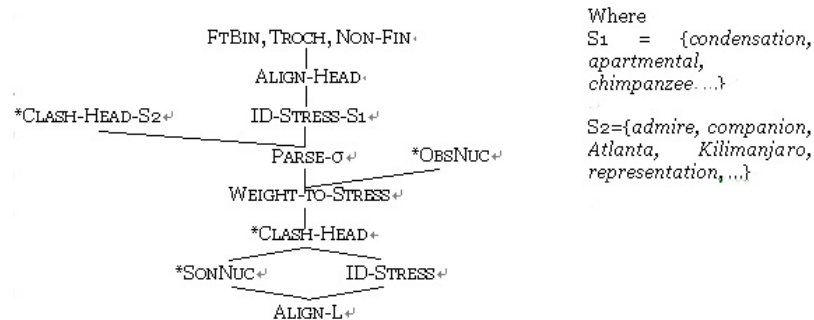 FTBIN, TROCH, NON-FIN
ALIGN-HEAD
*CLASH-HEAD-S2↵ ID-STRESS-S1↵
PARSE-σ↵ *OBSNUC↵
WEIGHT-TO-STRESS
*CLASH-HEAD↵
*SONNUC↵ ID-STRESS↵
ALIGN-L↵
Where
S1 = {condensation,
apartmental,
chimpanzee…}
S2={admire, companion,
Atlanta, Kilimanjaro,
representation,…}